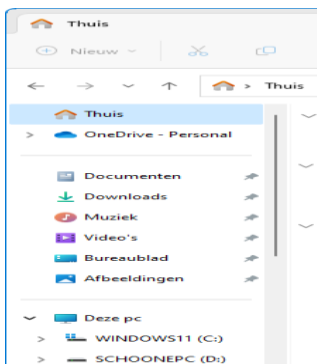 Thuis
Nieuw
Thuis
Thuis
OneDrive - Personal
Documenten
Downloads
Muziek
Video's
Bureaublad
Afbeeldingen
Deze pc
WINDOWS11 (C:)
SCHOONEPC (D:)